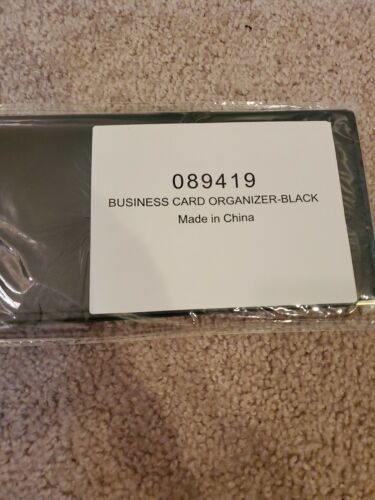 089419
BUSINESS CARD ORGANIZER-BLACK
Made in China